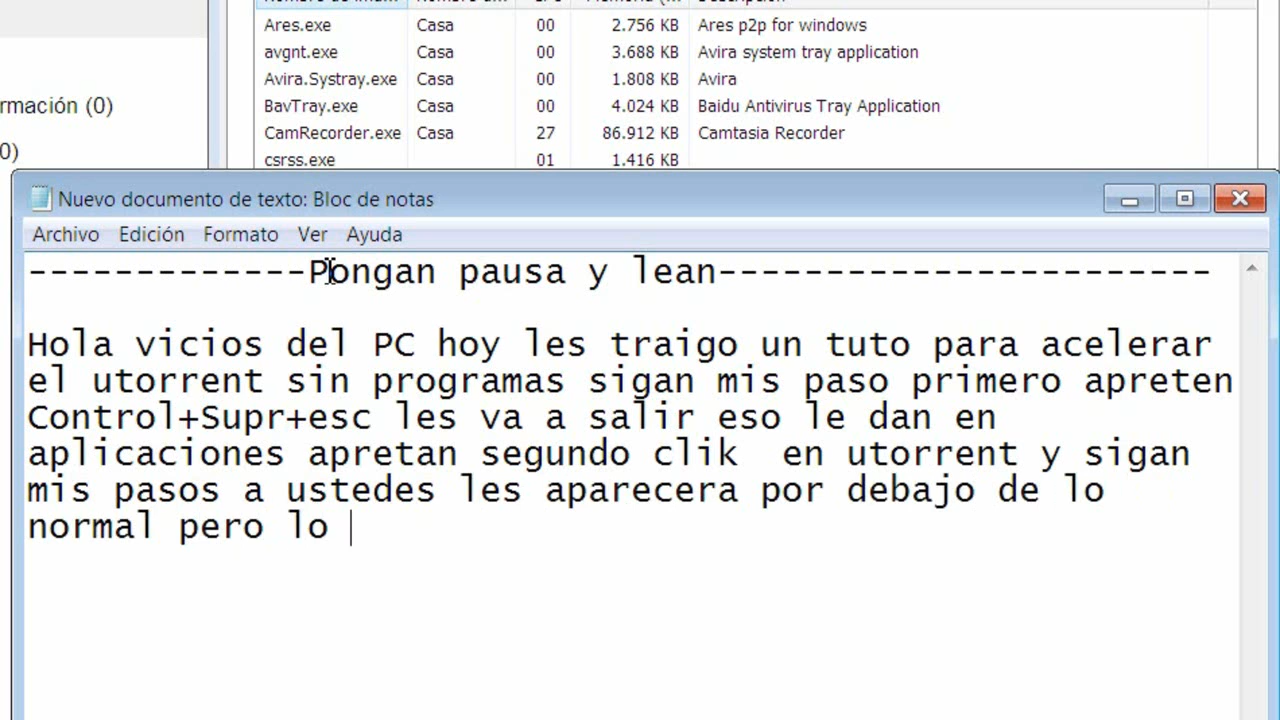 Ares.exe Casa 00 2.756 KB Ares p2p for windows
avgnt.exe Casa 00 3.688 KB Avira system tray application
Avira.Systray.exe Casa 00 1.808 KB Avira
rmación (0)
BavTray.exe Casa 00 4.024 KB Baidu Antivirus Tray Application
CamRecorder.exe Casa 27 86.912 KB Camtasia Recorder
0)
csrss.exe 01 1.416 KB
Nuevo documento de texto: Bloc de notas
Archivo Edición Formato Ver Ayuda
-------------Pongan pausa y lean-----------------------
Hola vicios del PC hoy les traigo un tuto para acelerar
el utorrent sin programas sigan mis paso primero apreten
Control+Supr+esc les va a salir eso le dan en
aplicaciones apretan segundo clik  en utorrent y sigan
mis pasos a ustedes les aparecera por debajo de lo
normal pero lo